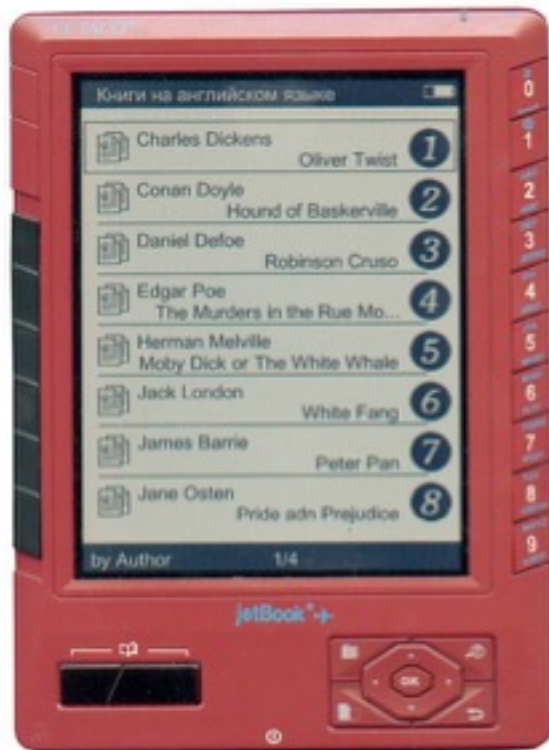 ECTACO
Книги на английском языке
Charles Dickens
Oliver Twist
1
Conan Doyle
Hound of Baskerville
2
Daniel Defoe
Robinson Cruso
3
Edgar Poe
The Murders in the Rue Mo...
4
Herman Melville
Moby Dick or The White Whale
5
Jack London
White Fang
6
James Barrie
Peter Pan
7
Jane Osten
Pride adn Prejudice
8
by Author 1/4
0
1
2
3
4
5
6
7
8
9
jetBook®
OK